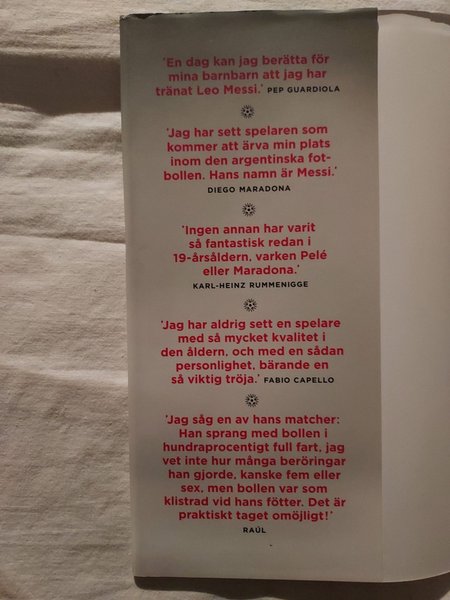 'En dag kan jag berätta för
mina barnbarn att jag har
tränat Leo Messi.' PEP GUARDIOLA
'Jag har sett spelaren som
kommer att ärva min plats
inom den argentinska fot-
bollen. Hans namn är Messi.'
DIEGO MARADONA
'Ingen annan har varit
så fantastisk redan i
19-årsåldern, varken Pelé
eller Maradona.'
KARL-HEINZ RUMMENIGGE
'Jag har aldrig sett en spelare
med så mycket kvalitet i
den åldern, och med en sådan
personlighet, bärande en
så viktig tröja.' FABIO CAPELLO
'Jag såg en av hans matcher:
Han sprang med bollen i
hundraprocentigt full fart, jag
vet inte hur många beröringar
han gjorde, kanske fem eller
sex, men bollen var som
klistrad vid hans fötter. Det är
praktiskt taget omöjligt!'
RAÚL